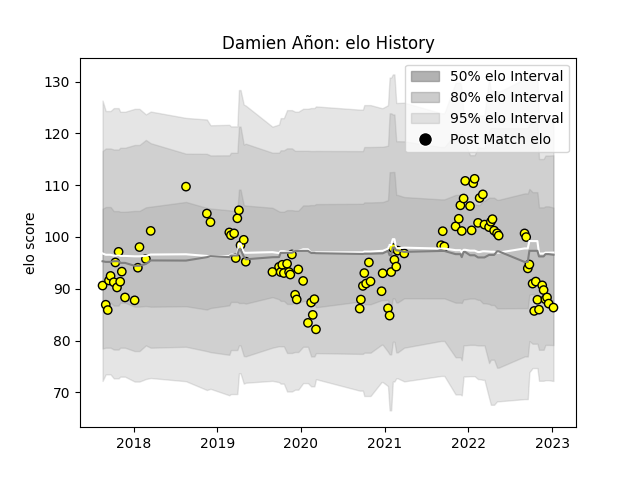 Damien Añon: elo History
50% elo Interval
80% elo Interval
95% elo Interval
Post Match elo
elo score
130
120
110
100
90
80
70
2018
2019
2020
2021
2022
2023